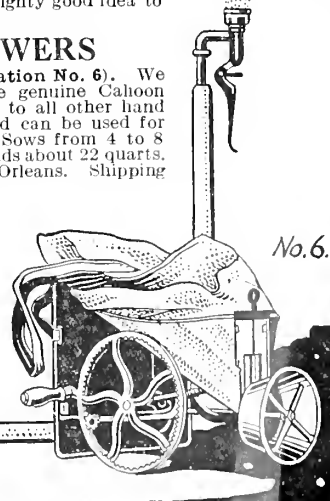 ghty good idea to
WERS
ation No. 6). We
e genuine Cahoon
to all other hand
d can be used for
Sows from 4 to 8
ds about 22 quarts.
Orleans. Shipping
No.6.